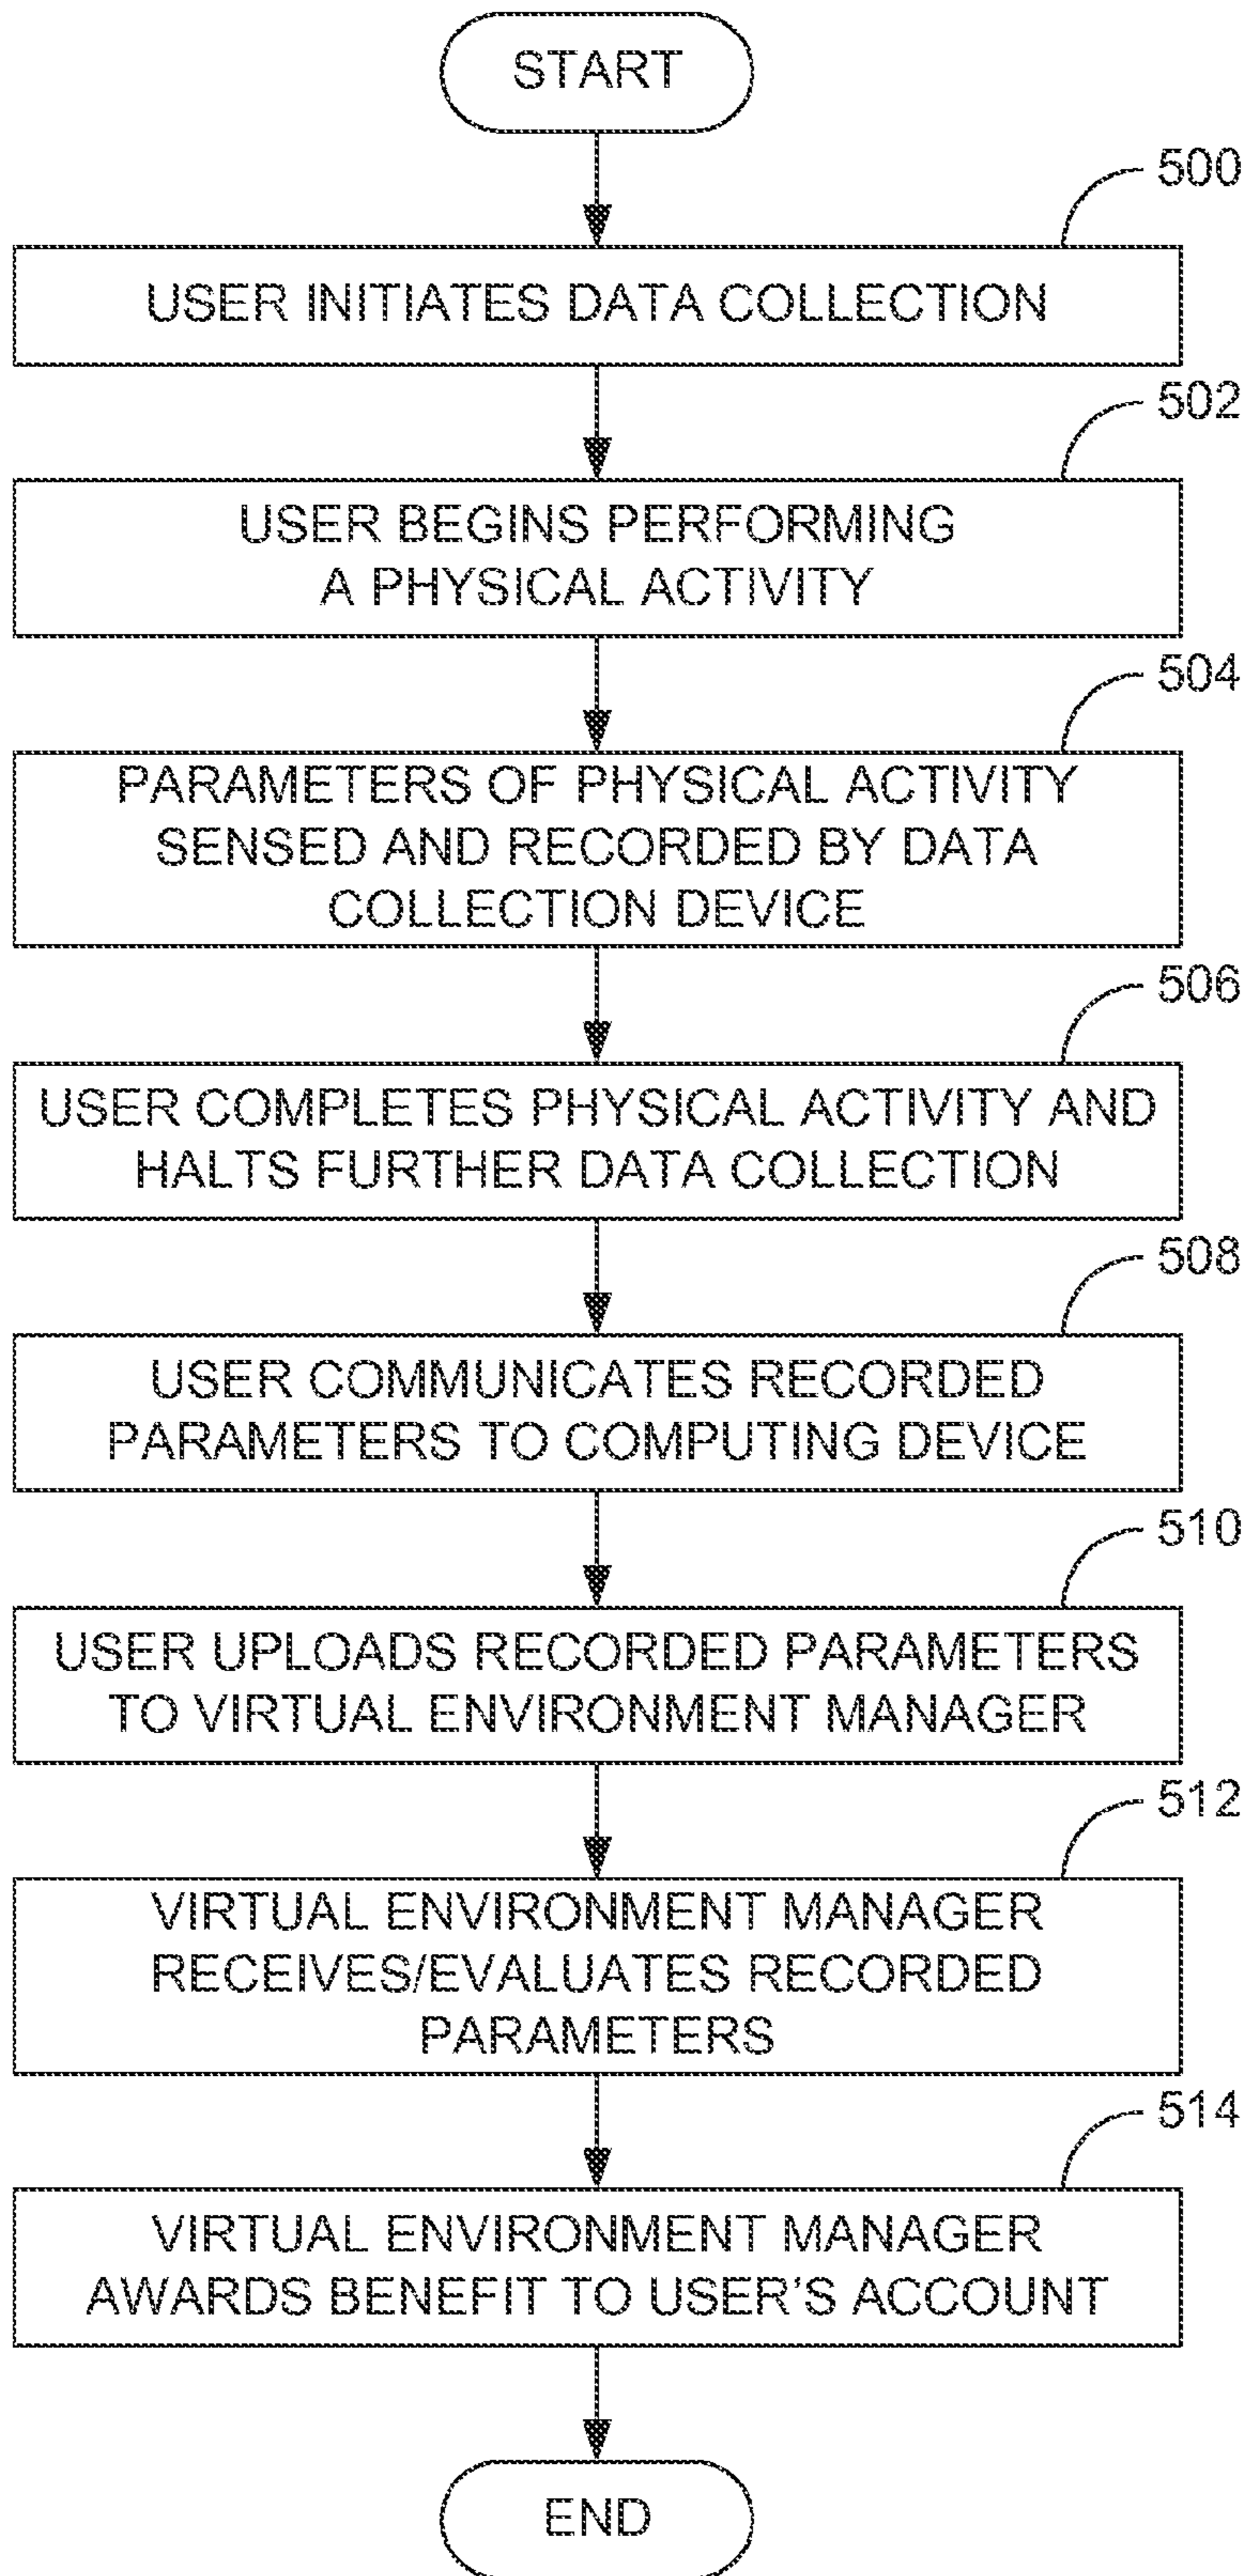 START
500
USER INITIATES DATA COLLECTION
502
USER BEGINS PERFORMING
A PHYSICAL ACTIVITY
504
PARAMETERS OF PHYSICAL ACTIVITY
SENSED AND RECORDED BY DATA
COLLECTION DEVICE
506
USER COMPLETES PHYSICAL ACTIVITY AND
HALTS FURTHER DATA COLLECTION
508
USER COMMUNICATES RECORDED
PARAMETERS TO COMPUTING DEVICE
510
USER UPLOADS RECORDED PARAMETERS
TO VIRTUAL ENVIRONMENT MANAGER
512
VIRTUAL ENVIRONMENT MANAGER
RECEIVES/EVALUATES RECORDED
PARAMETERS
514
VIRTUAL ENVIRONMENT MANAGER
AWARDS BENEFIT TO USER’S ACCOUNT
END